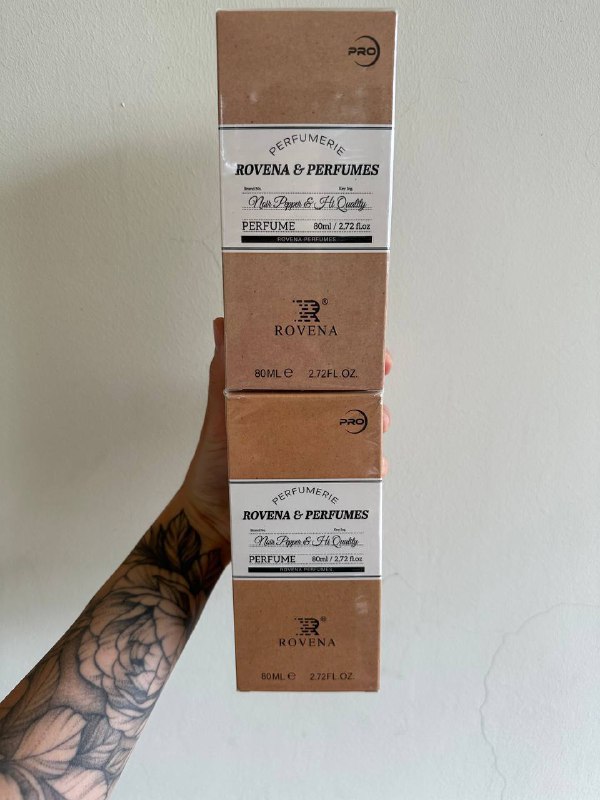 PRO
PERFUMERIE
ROVENA & PERFUMES
Noir Pepper & Hi Quality
PERFUME 80ml / 2.72 fl.oz
ROVENA PERFUMES
R®
ROVENA
80ML ℮ 2.72FL.OZ.
PRO
PERFUMERIE
ROVENA & PERFUMES
Noir Pepper & Hi Quality
PERFUME 80ml / 2.72 fl.oz
ROVENA PERFUMES
R®
ROVENA
80ML ℮ 2.72FL.OZ.